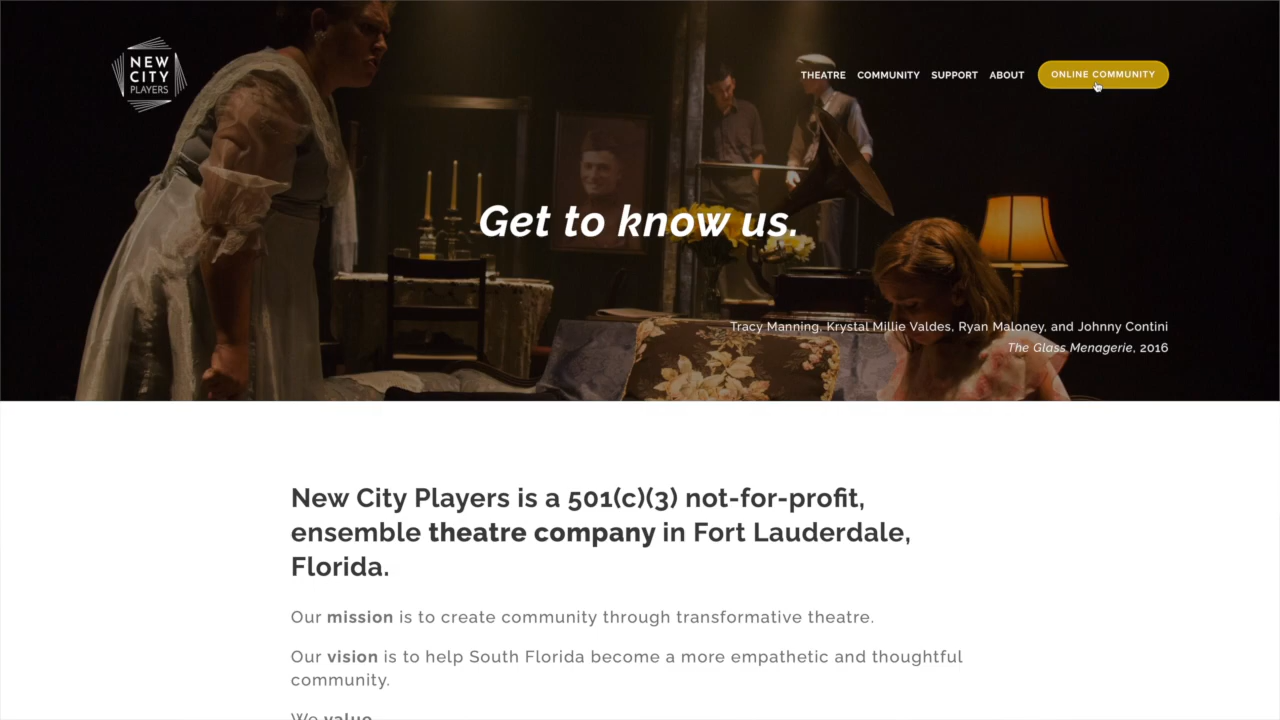 NEW
CITY
PLAYERS
THEATRE COMMUNITY SUPPORT ABOUT ONLINE COMMUNITY
Get to know us.
Tracy Manning, Krystal Millie Valdes, Ryan Maloney, and Johnny Contini
The Glass Menagerie, 2016
New City Players is a 501(c)(3) not-for-profit,
ensemble theatre company in Fort Lauderdale,
Florida.
Our mission is to create community through transformative theatre.
Our vision is to help South Florida become a more empathetic and thoughtful
community.
We value